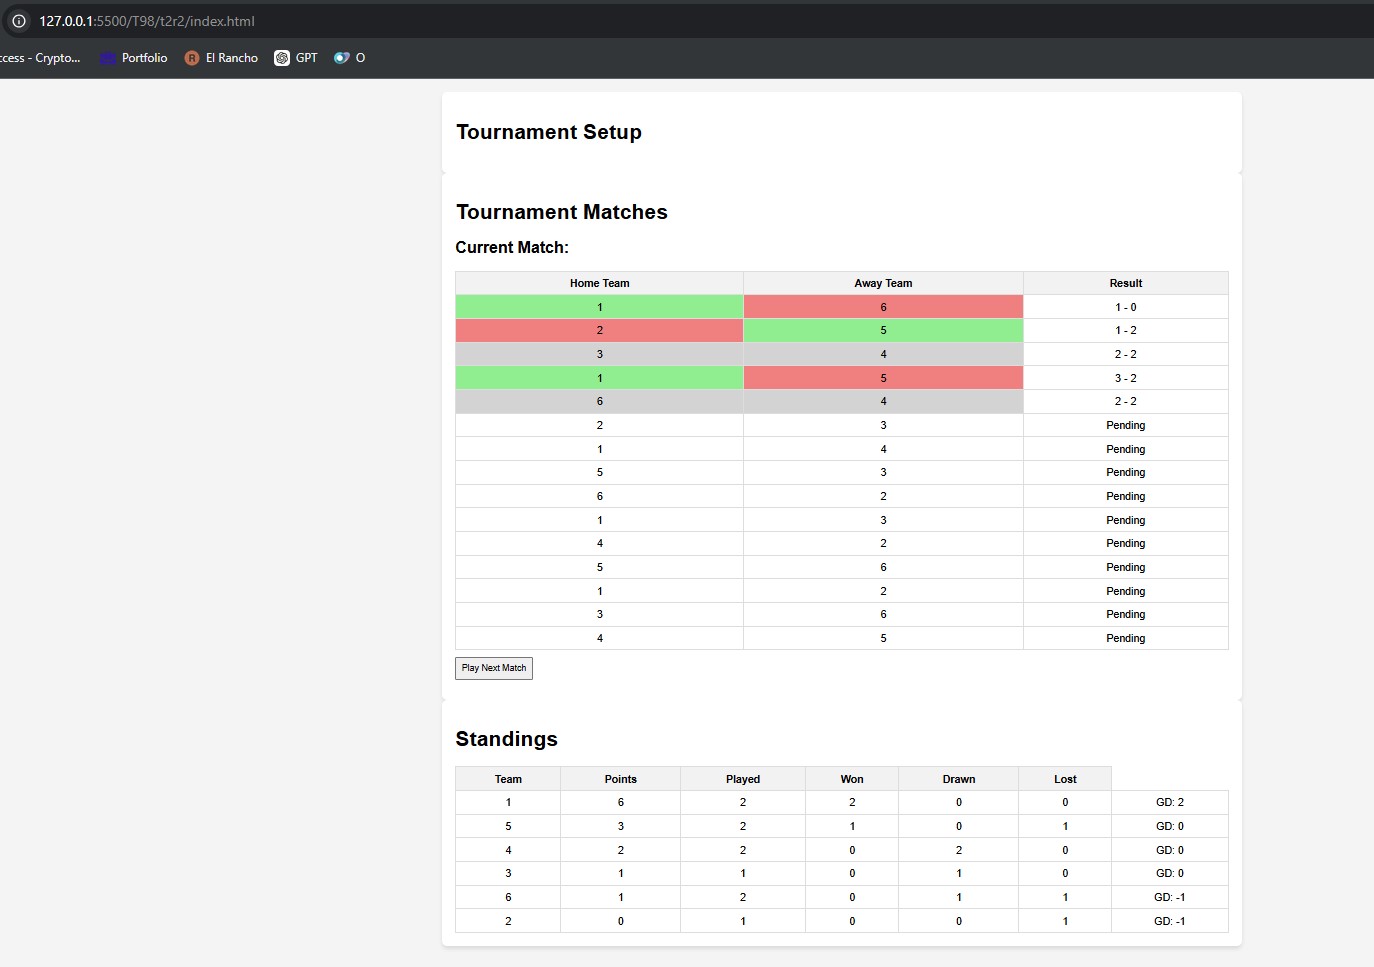 127.0.0.1:5500/T98/t2r2/index.html
ccess - Crypto... Portfolio R El Rancho GPT O
Tournament Setup
Tournament Matches
Current Match:
Home Team Away Team Result
1 6 1 - 0
2 5 1 - 2
3 4 2 - 2
1 5 3 - 2
6 4 2 - 2
2 3 Pending
1 4 Pending
5 3 Pending
6 2 Pending
1 3 Pending
4 2 Pending
5 6 Pending
1 2 Pending
3 6 Pending
4 5 Pending
Play Next Match
Standings
Team Points Played Won Drawn Lost
1 6 2 2 0 0 GD: 2
5 3 2 1 0 1 GD: 0
4 2 2 0 2 0 GD: 0
3 1 1 0 1 0 GD: 0
6 1 2 0 1 1 GD: -1
2 0 1 0 0 1 GD: -1